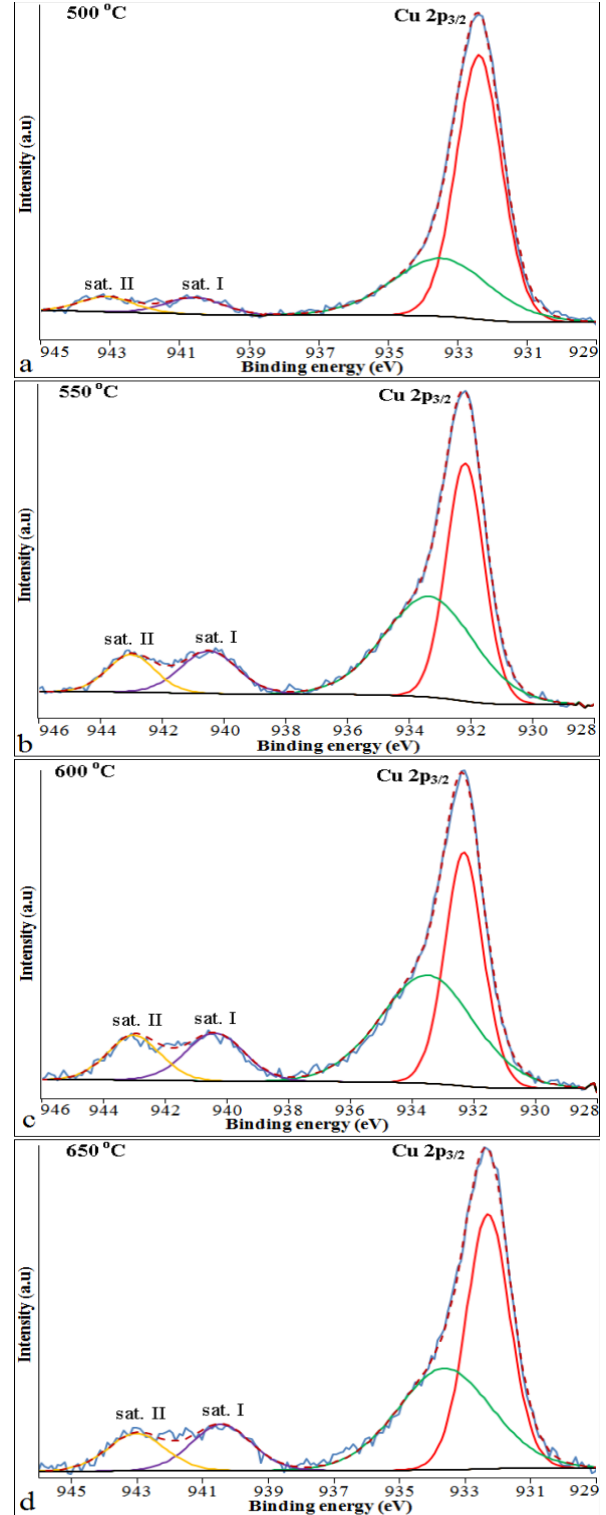 500 °C
Cu 2p3/2
Intensity (a.u)
sat. II
sat. I
945 943 941 939 937 935 933 931 929
Binding energy (eV)
a
550 °C
Cu 2p3/2
Intensity (a.u)
sat. II
sat. I
946 944 942 940 938 936 934 932 930 928
Binding energy (eV)
b
600 °C
Cu 2p3/2
Intensity (a.u)
sat. II
sat. I
946 944 942 940 938 936 934 932 930 928
Binding energy (eV)
c
650 °C
Cu 2p3/2
Intensity (a.u)
sat. II
sat. I
945 943 941 939 937 935 933 931 929
Binding energy (eV)
d